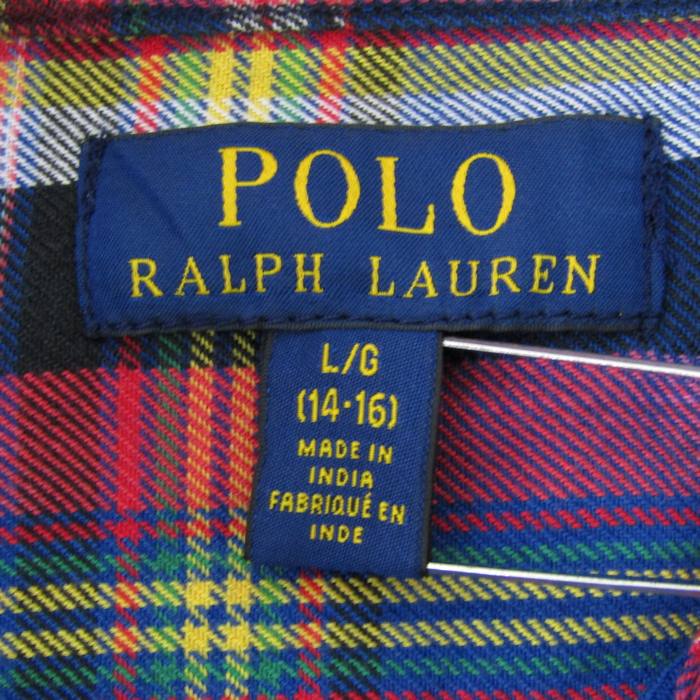 POLO
RALPH LAUREN
L/G
(14·16)
MADE IN
INDIA
FABRIQUÉ EN
INDE